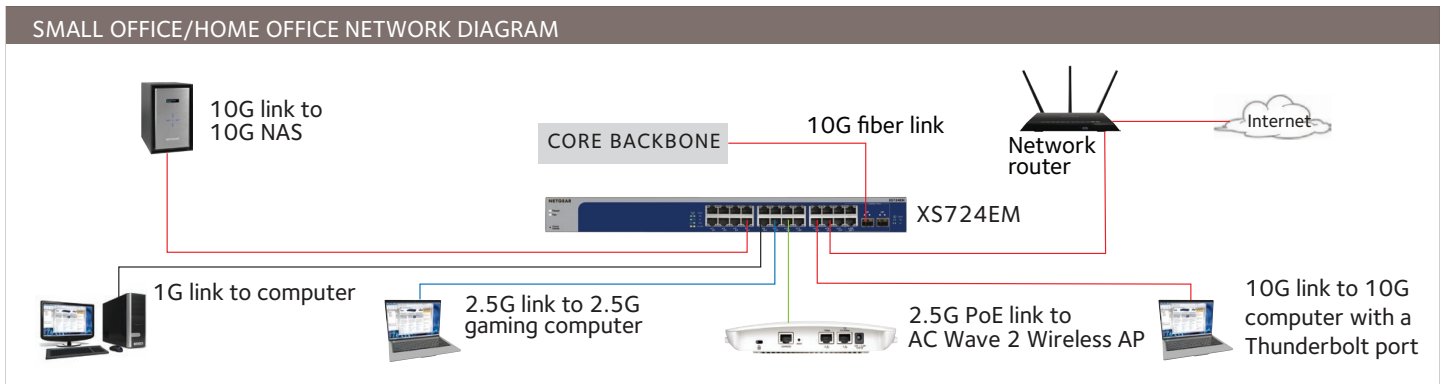 SMALL OFFICE/HOME OFFICE NETWORK DIAGRAM
10G link to
10G NAS
CORE BACKBONE
10G fiber link
Network
router
Internet
NETGEAR
XS724EM
XS724EM
1G link to computer
2.5G link to 2.5G
gaming computer
2.5G PoE link to
AC Wave 2 Wireless AP
10G link to 10G
computer with a
Thunderbolt port